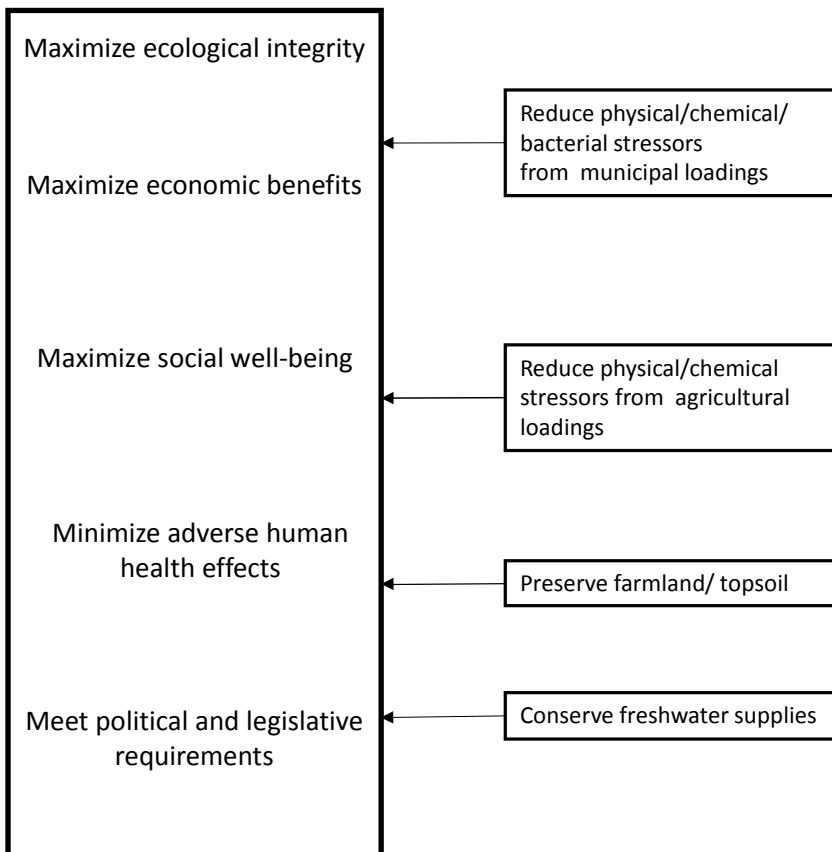 Maximize ecological integrity
Maximize economic benefits
Maximize social well-being
Minimize adverse human
health effects
Meet political and legislative
requirements
Reduce physical/chemical/
bacterial stressors
from  municipal loadings
Reduce physical/chemical
stressors from  agricultural
loadings
Preserve farmland/ topsoil
Conserve freshwater supplies